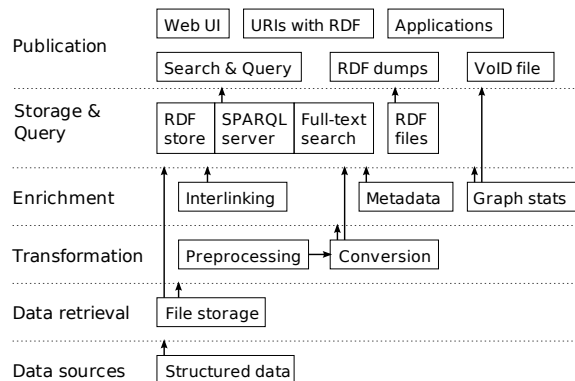 Web UI URIs with RDF Applications
Publication
Search & Query RDF dumps VoID file
Storage & Query
RDF store SPARQL server Full-text search RDF files
Enrichment Interlinking Metadata Graph stats
Transformation Preprocessing Conversion
Data retrieval File storage
Data sources Structured data